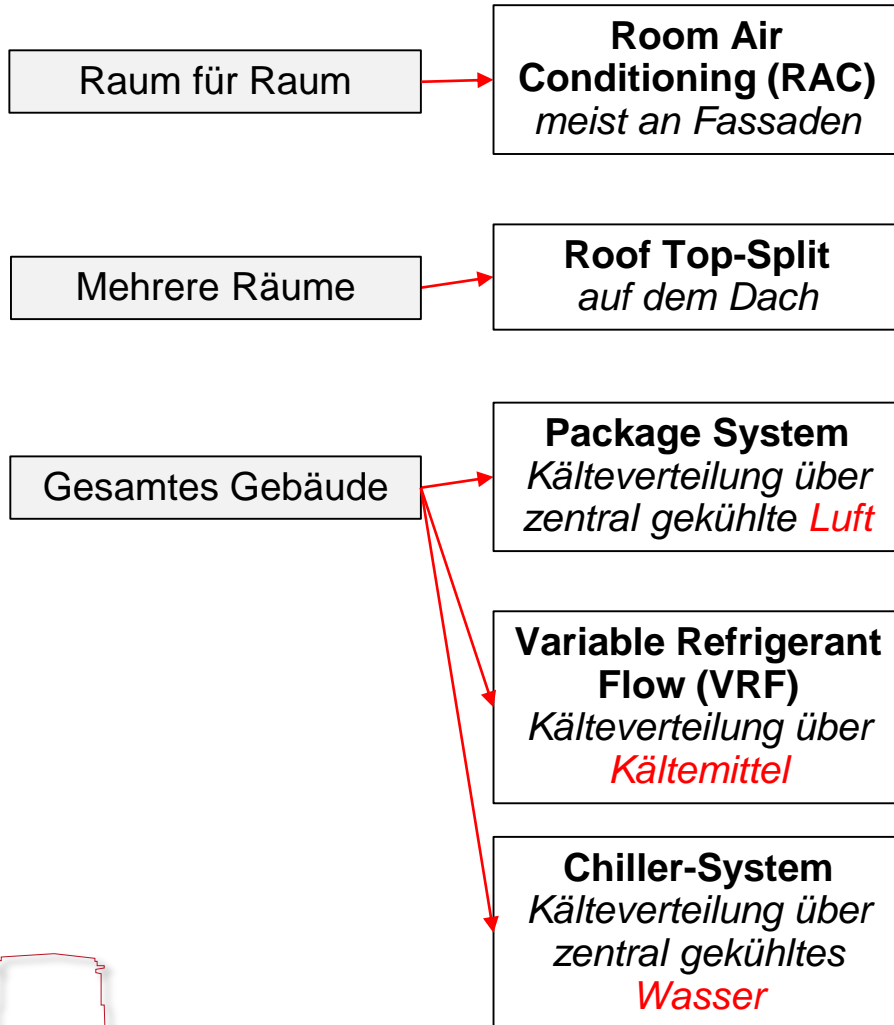 Raum für Raum
Room Air
Conditioning (RAC)
meist an Fassaden
Mehrere Räume
Roof Top-Split
auf dem Dach
Gesamtes Gebäude
Package System
Kälteverteilung über
zentral gekühlte Luft
Variable Refrigerant
Flow (VRF)
Kälteverteilung über
Kältemittel
Chiller-System
Kälteverteilung über
zentral gekühltes
Wasser